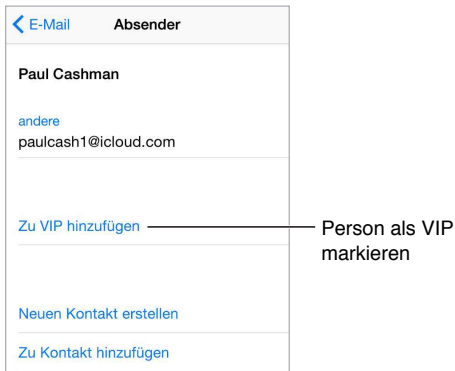 E-Mail Absender
Paul Cashman
andere
paulcash1@icloud.com
Zu VIP hinzufügen
Person als VIP
markieren
Neuen Kontakt erstellen
Zu Kontakt hinzufügen